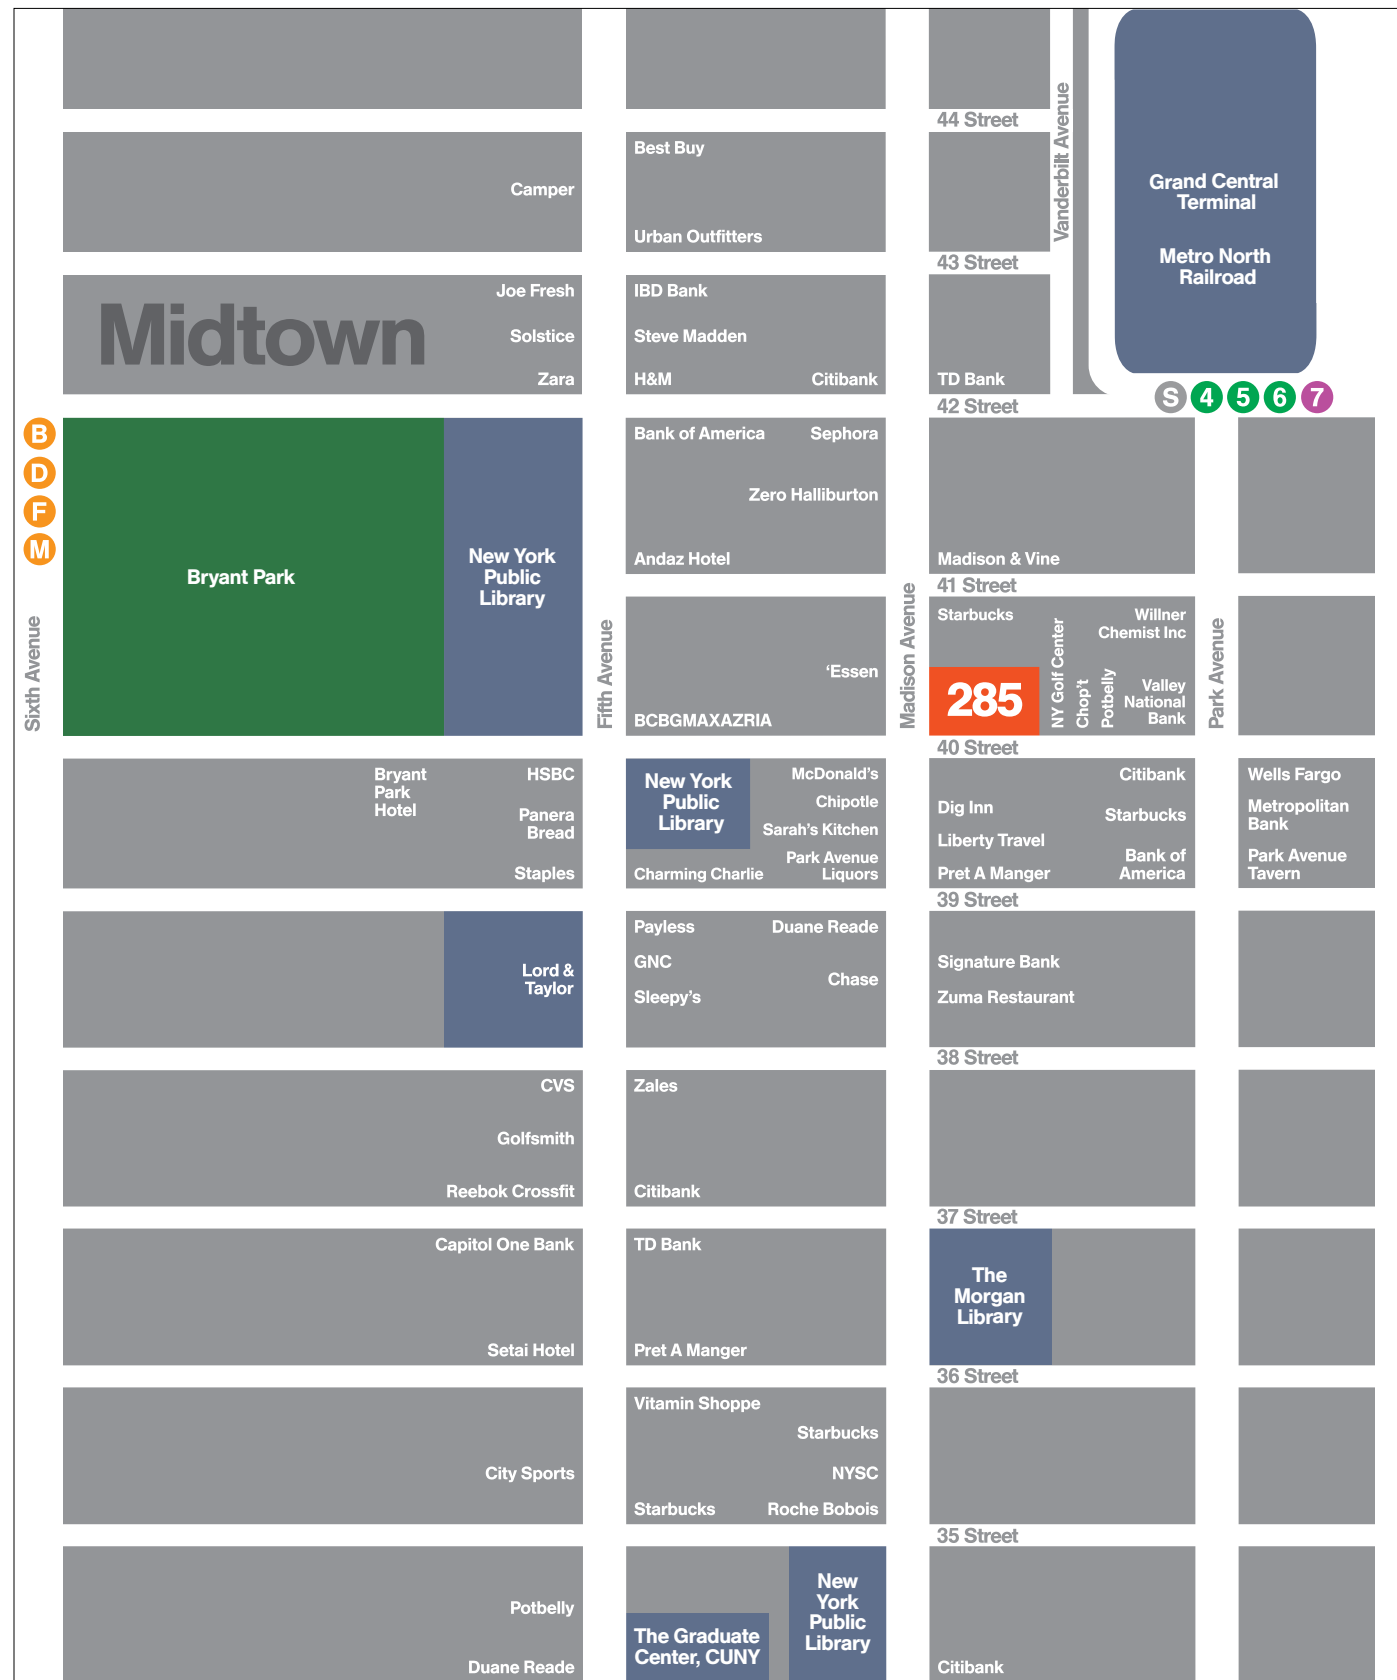 44 Street
Vanderbilt Avenue
Best Buy
Camper
Urban Outfitters
Grand Central
Terminal
Metro North
Railroad
43 Street
Midtown
Joe Fresh
Solstice
Zara
IBD Bank
Steve Madden
H&M
Citibank
TD Bank
42 Street
S 4 5 6 7
B
D
F
M
Sixth Avenue
Bryant Park
New York
Public
Library
Fifth Avenue
Bank of America
Sephora
Zero Halliburton
Andaz Hotel
Madison & Vine
41 Street
Madison Avenue
‘Essen
BCBGMAXAZRIA
Starbucks
285
NY Golf Center
Chop’t
Potbelly
Willner
Chemist Inc
Valley
National
Bank
Park Avenue
40 Street
Bryant
Park
Hotel
HSBC
Panera
Bread
Staples
New York
Public
Library
Charming Charlie
McDonald’s
Chipotle
Sarah’s Kitchen
Park Avenue
Liquors
Dig Inn
Liberty Travel
Pret A Manger
Citibank
Starbucks
Bank of
America
Wells Fargo
Metropolitan
Bank
Park Avenue
Tavern
39 Street
Lord &
Taylor
Payless
GNC
Sleepy’s
Duane Reade
Chase
Signature Bank
Zuma Restaurant
38 Street
CVS
Golfsmith
Reebok Crossfit
Zales
Citibank
37 Street
Capitol One Bank
Setai Hotel
TD Bank
Pret A Manger
The
Morgan
Library
36 Street
City Sports
Vitamin Shoppe
Starbucks
NYSC
Starbucks
Roche Bobois
35 Street
Potbelly
Duane Reade
The Graduate
Center, CUNY
New
York
Public
Library
Citibank